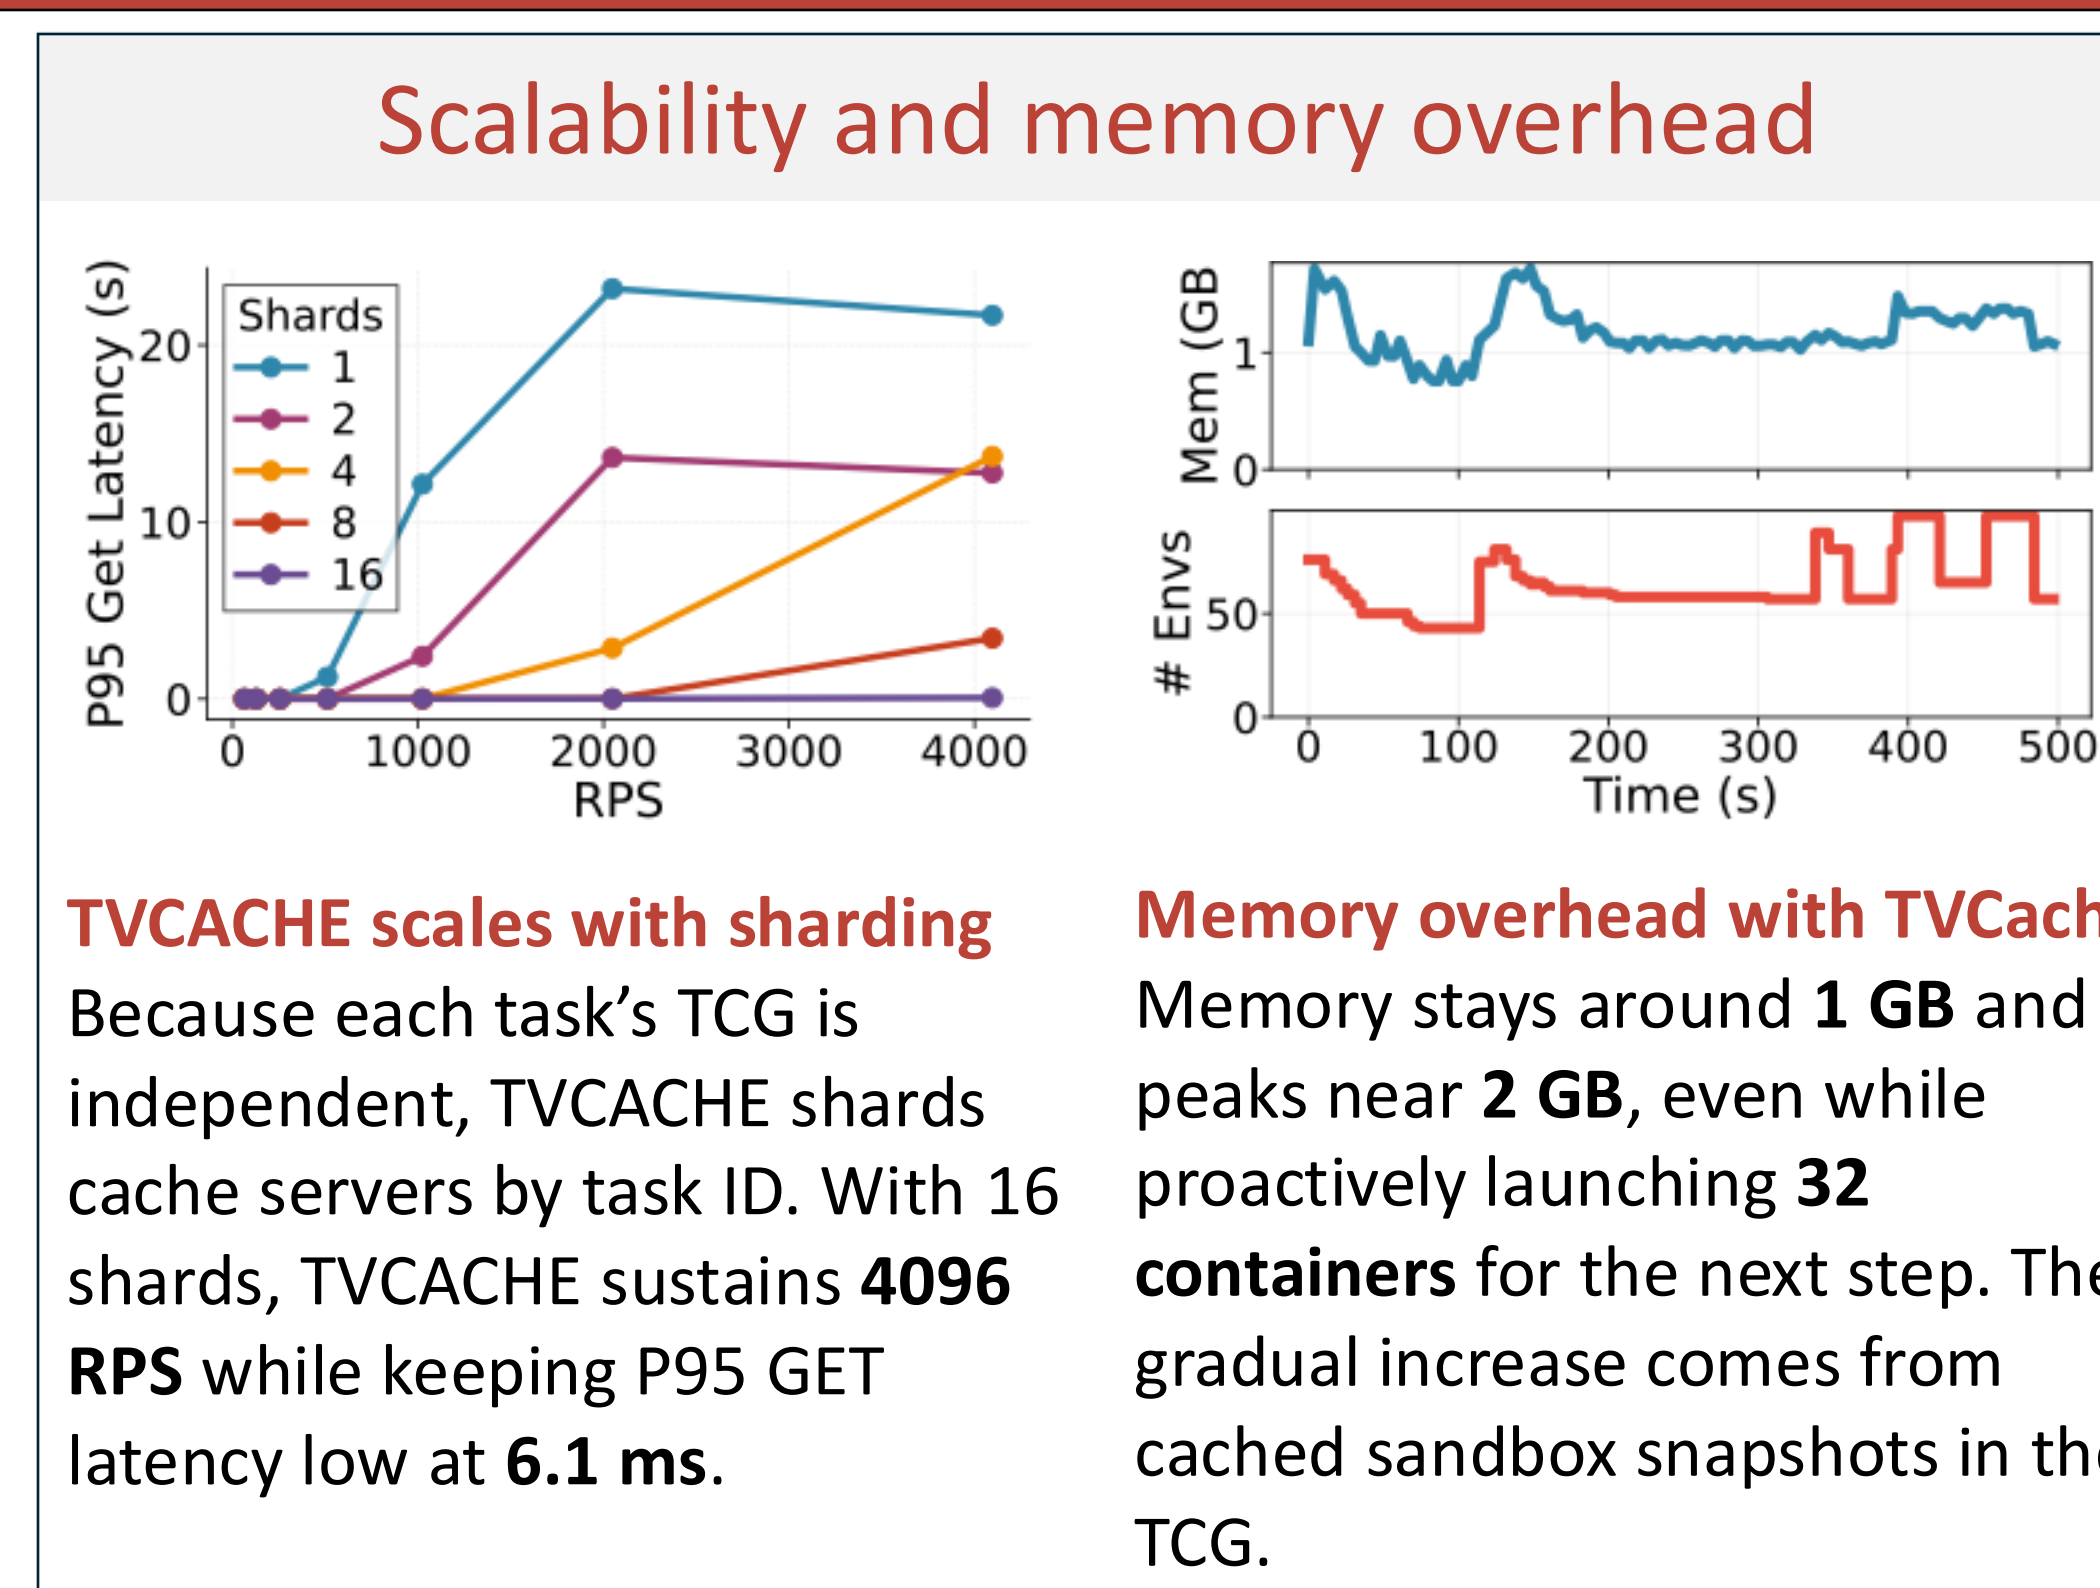 Scalability and memory overhead
P95 Get Latency (s)
20
10
0
Shards
1
2
4
8
16
0 1000 2000 3000 4000
RPS
Mem (GB
1
0
# Envs
50
0
0 100 200 300 400 500
Time (s)
TVCACHE scales with sharding
Because each task’s TCG is
independent, TVCACHE shards
cache servers by task ID. With 16
shards, TVCACHE sustains 4096
RPS while keeping P95 GET
latency low at 6.1 ms.
Memory overhead with TVCach
Memory stays around 1 GB and
peaks near 2 GB, even while
proactively launching 32
containers for the next step. The
gradual increase comes from
cached sandbox snapshots in the
TCG.